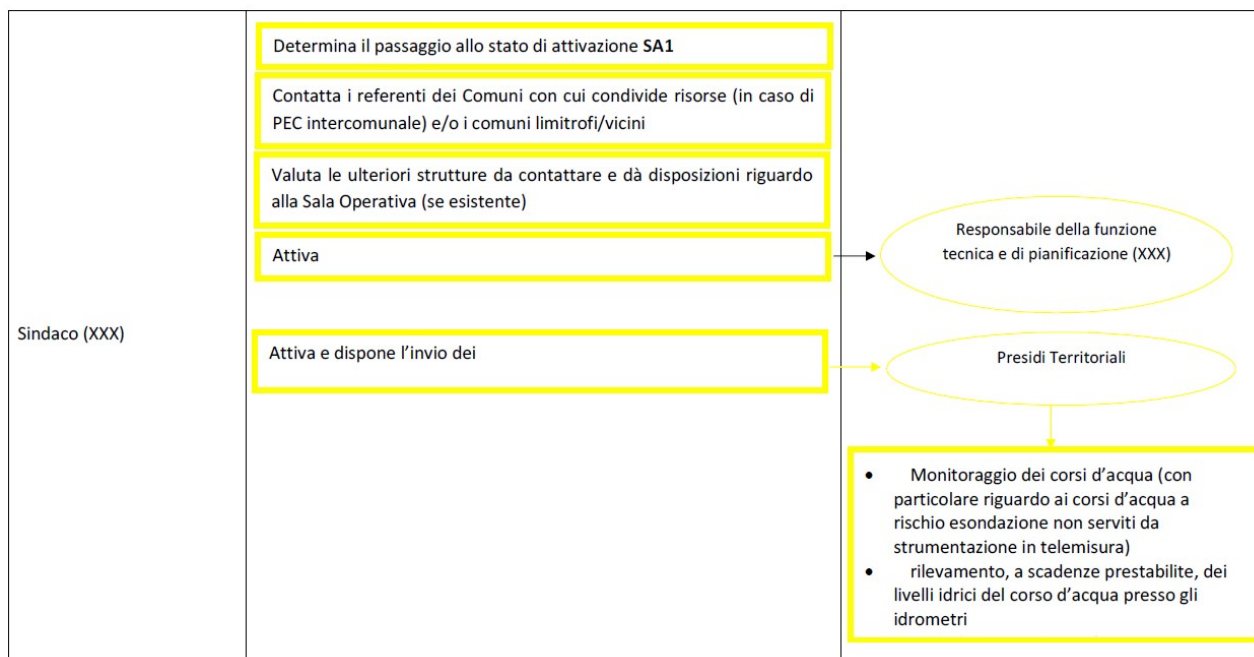 Determina il passaggio allo stato di attivazione SA1
Contatta i referenti dei Comuni con cui condivide risorse (in caso di
PEC intercomunale) e/o i comuni limitrofi/vicini
Valuta le ulteriori strutture da contattare e dà disposizioni riguardo
alla Sala Operativa (se esistente)
Attiva
Responsabile della funzione
tecnica e di pianificazione (XXX)
Sindaco (XXX)
Attiva e dispone l’invio dei
Presidi Territoriali
• Monitoraggio dei corsi d’acqua (con
particolare riguardo ai corsi d’acqua a
rischio esondazione non serviti da
strumentazione in telemisura)
• rilevamento, a scadenze prestabilite, dei
livelli idrici del corso d’acqua presso gli
idrometri